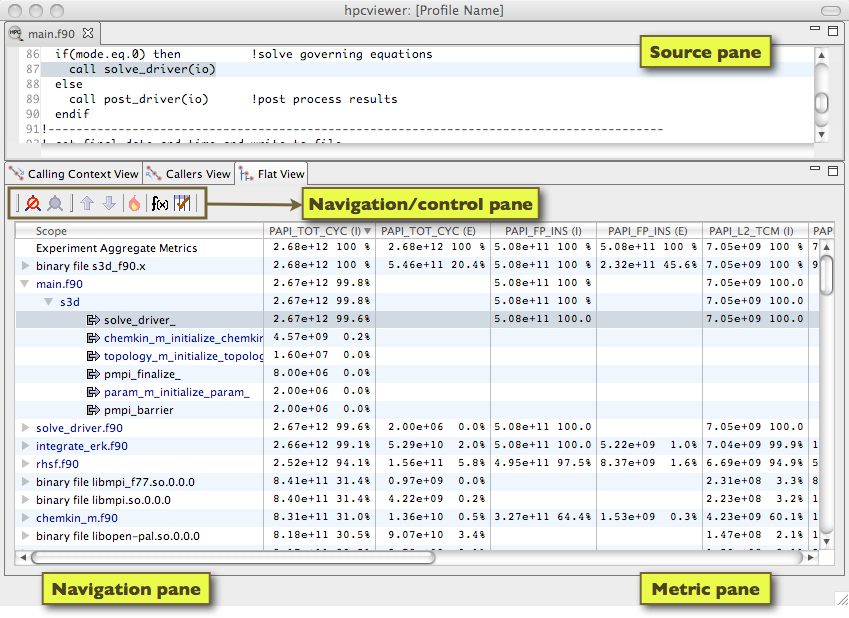 hpcviewer: [Profile Name]
main.f90
86 if(mode.eq.0) then !solve governing equations
87 call solve_driver(io)
88 else
89 call post_driver(io) !post process results
90 endif
91 !-----------------------------------------------------------------------------
Source pane
Calling Context View Callers View Flat View
f(x)
Navigation/control pane
Scope PAPI_TOT_CYC (I) PAPI_TOT_CYC (E) PAPI_FP_INS (I) PAPI_FP_INS (E) PAPI_L2_TCM (I) PAPI
Experiment Aggregate Metrics 2.68e+12 100 % 2.68e+12 100 % 5.08e+11 100 % 5.08e+11 100 % 7.05e+09 100 % 7
binary file s3d_f90.x 2.68e+12 100 % 5.46e+11 20.4% 5.08e+11 100 % 2.32e+11 45.6% 7.05e+09 100 % 9
main.f90 2.67e+12 99.8% 5.08e+11 100 % 7.05e+09 100.0
s3d 2.67e+12 99.8% 5.08e+11 100 % 7.05e+09 100.0
solve_driver_ 2.67e+12 99.6% 5.08e+11 100.0 7.05e+09 100.0
chemkin_m_initialize_chemkin 4.57e+09 0.2%
topology_m_initialize_topolog 1.60e+07 0.0%
pmpi_finalize_ 8.00e+06 0.0%
param_m_initialize_param_ 2.00e+06 0.0%
pmpi_barrier 2.00e+06 0.0%
solve_driver.f90 2.67e+12 99.6% 2.00e+06 0.0% 5.08e+11 100.0 7.05e+09 100.0
integrate_erk.f90 2.66e+12 99.1% 5.29e+10 2.0% 5.08e+11 100.0 5.22e+09 1.0% 7.04e+09 99.9% 1
rhsf.f90 2.52e+12 94.1% 1.56e+11 5.8% 4.95e+11 97.5% 8.37e+09 1.6% 6.69e+09 94.9% 5
binary file libmpi_f77.so.0.0.0 8.41e+11 31.4% 0.97e+09 0.0% 2.31e+08 3.3% 8
binary file libmpi.so.0.0.0 8.40e+11 31.4% 4.22e+09 0.2% 2.23e+08 3.2% 1
chemkin_m.f90 8.31e+11 31.0% 1.36e+10 0.5% 3.27e+11 64.4% 1.53e+09 0.3% 4.23e+09 60.1% 1
binary file libopen-pal.so.0.0.0 8.18e+11 30.5% 9.07e+10 3.4% 1.47e+08 2.1% 2
Navigation pane
Metric pane